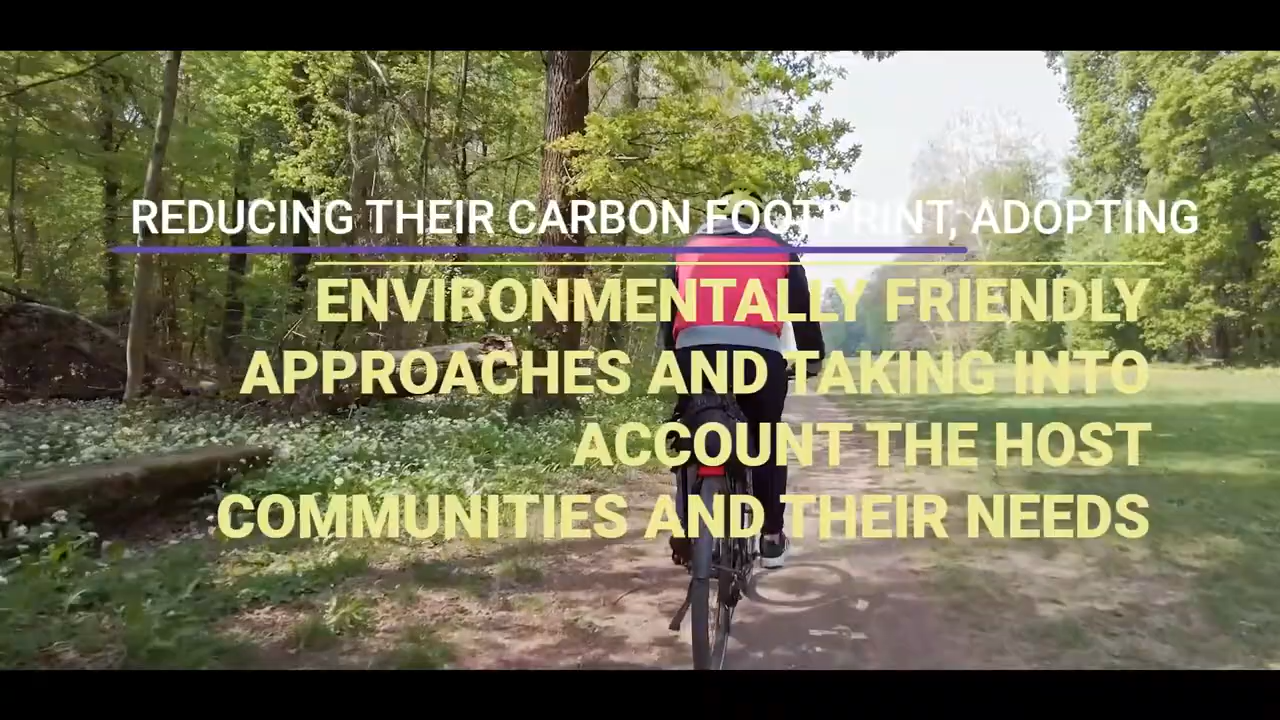 REDUCING THEIR CARBON FOOTPRINT, ADOPTING
ENVIRONMENTALLY FRIENDLY
APPROACHES AND TAKING INTO
ACCOUNT THE HOST
COMMUNITIES AND THEIR NEEDS